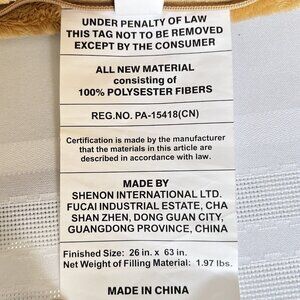 UNDER PENALTY OF LAW
THIS TAG NOT TO BE REMOVED
EXCEPT BY THE CONSUMER
ALL NEW MATERIAL
consisting of
100% POLYESTER FIBERS
REG.NO. PA-15418(CN)
Certification is made by the manufacturer
that the materials in this article are
described in accordance with law.
MADE BY
SHENON INTERNATIONAL LTD.
FUCAI INDUSTRY ESTATE, CHA
SHAN ZHEN, DONG GUAN CITY,
GUANGDONG PROVINCE, CHINA
Finished Size: 26 in. x 63 in.
Net Weight of Filling Material: 1.97 lbs.
MADE IN CHINA